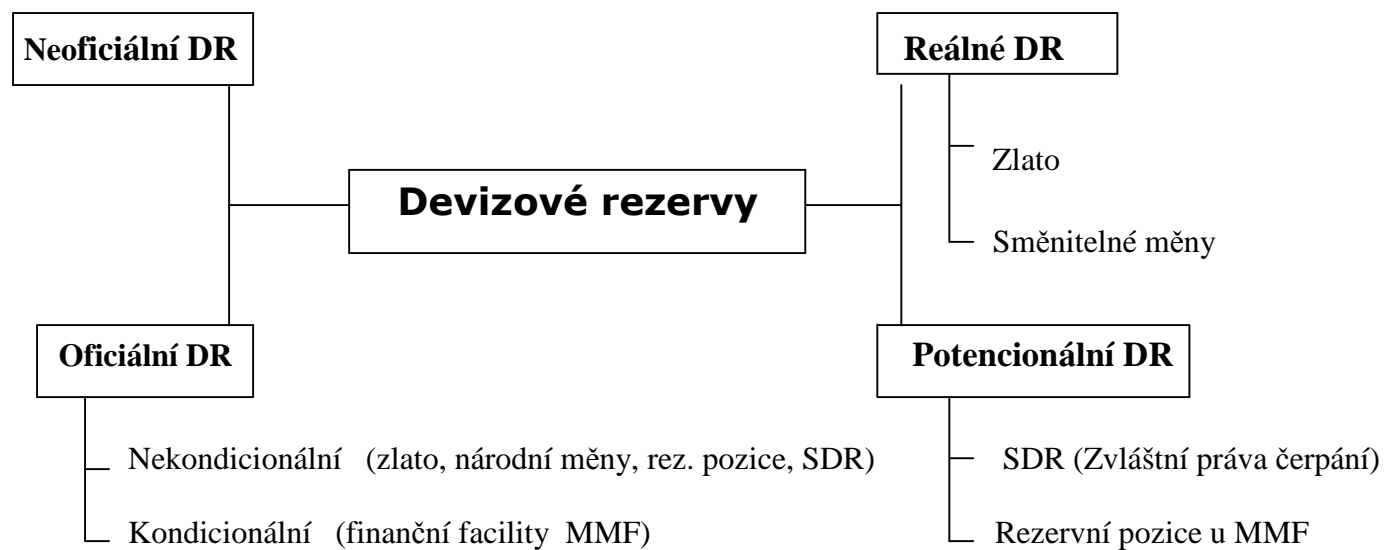 Neoficiální DR
Reálné DR
Zlato
Devizové rezervy
Směnitelné měny
Oficiální DR
Potencionální DR
Nekondicionální (zlato, národní měny, rez. pozice, SDR)
SDR (Zvláštní práva čerpání)
Kondicionální (finanční facility MMF)
Rezervní pozice u MMF